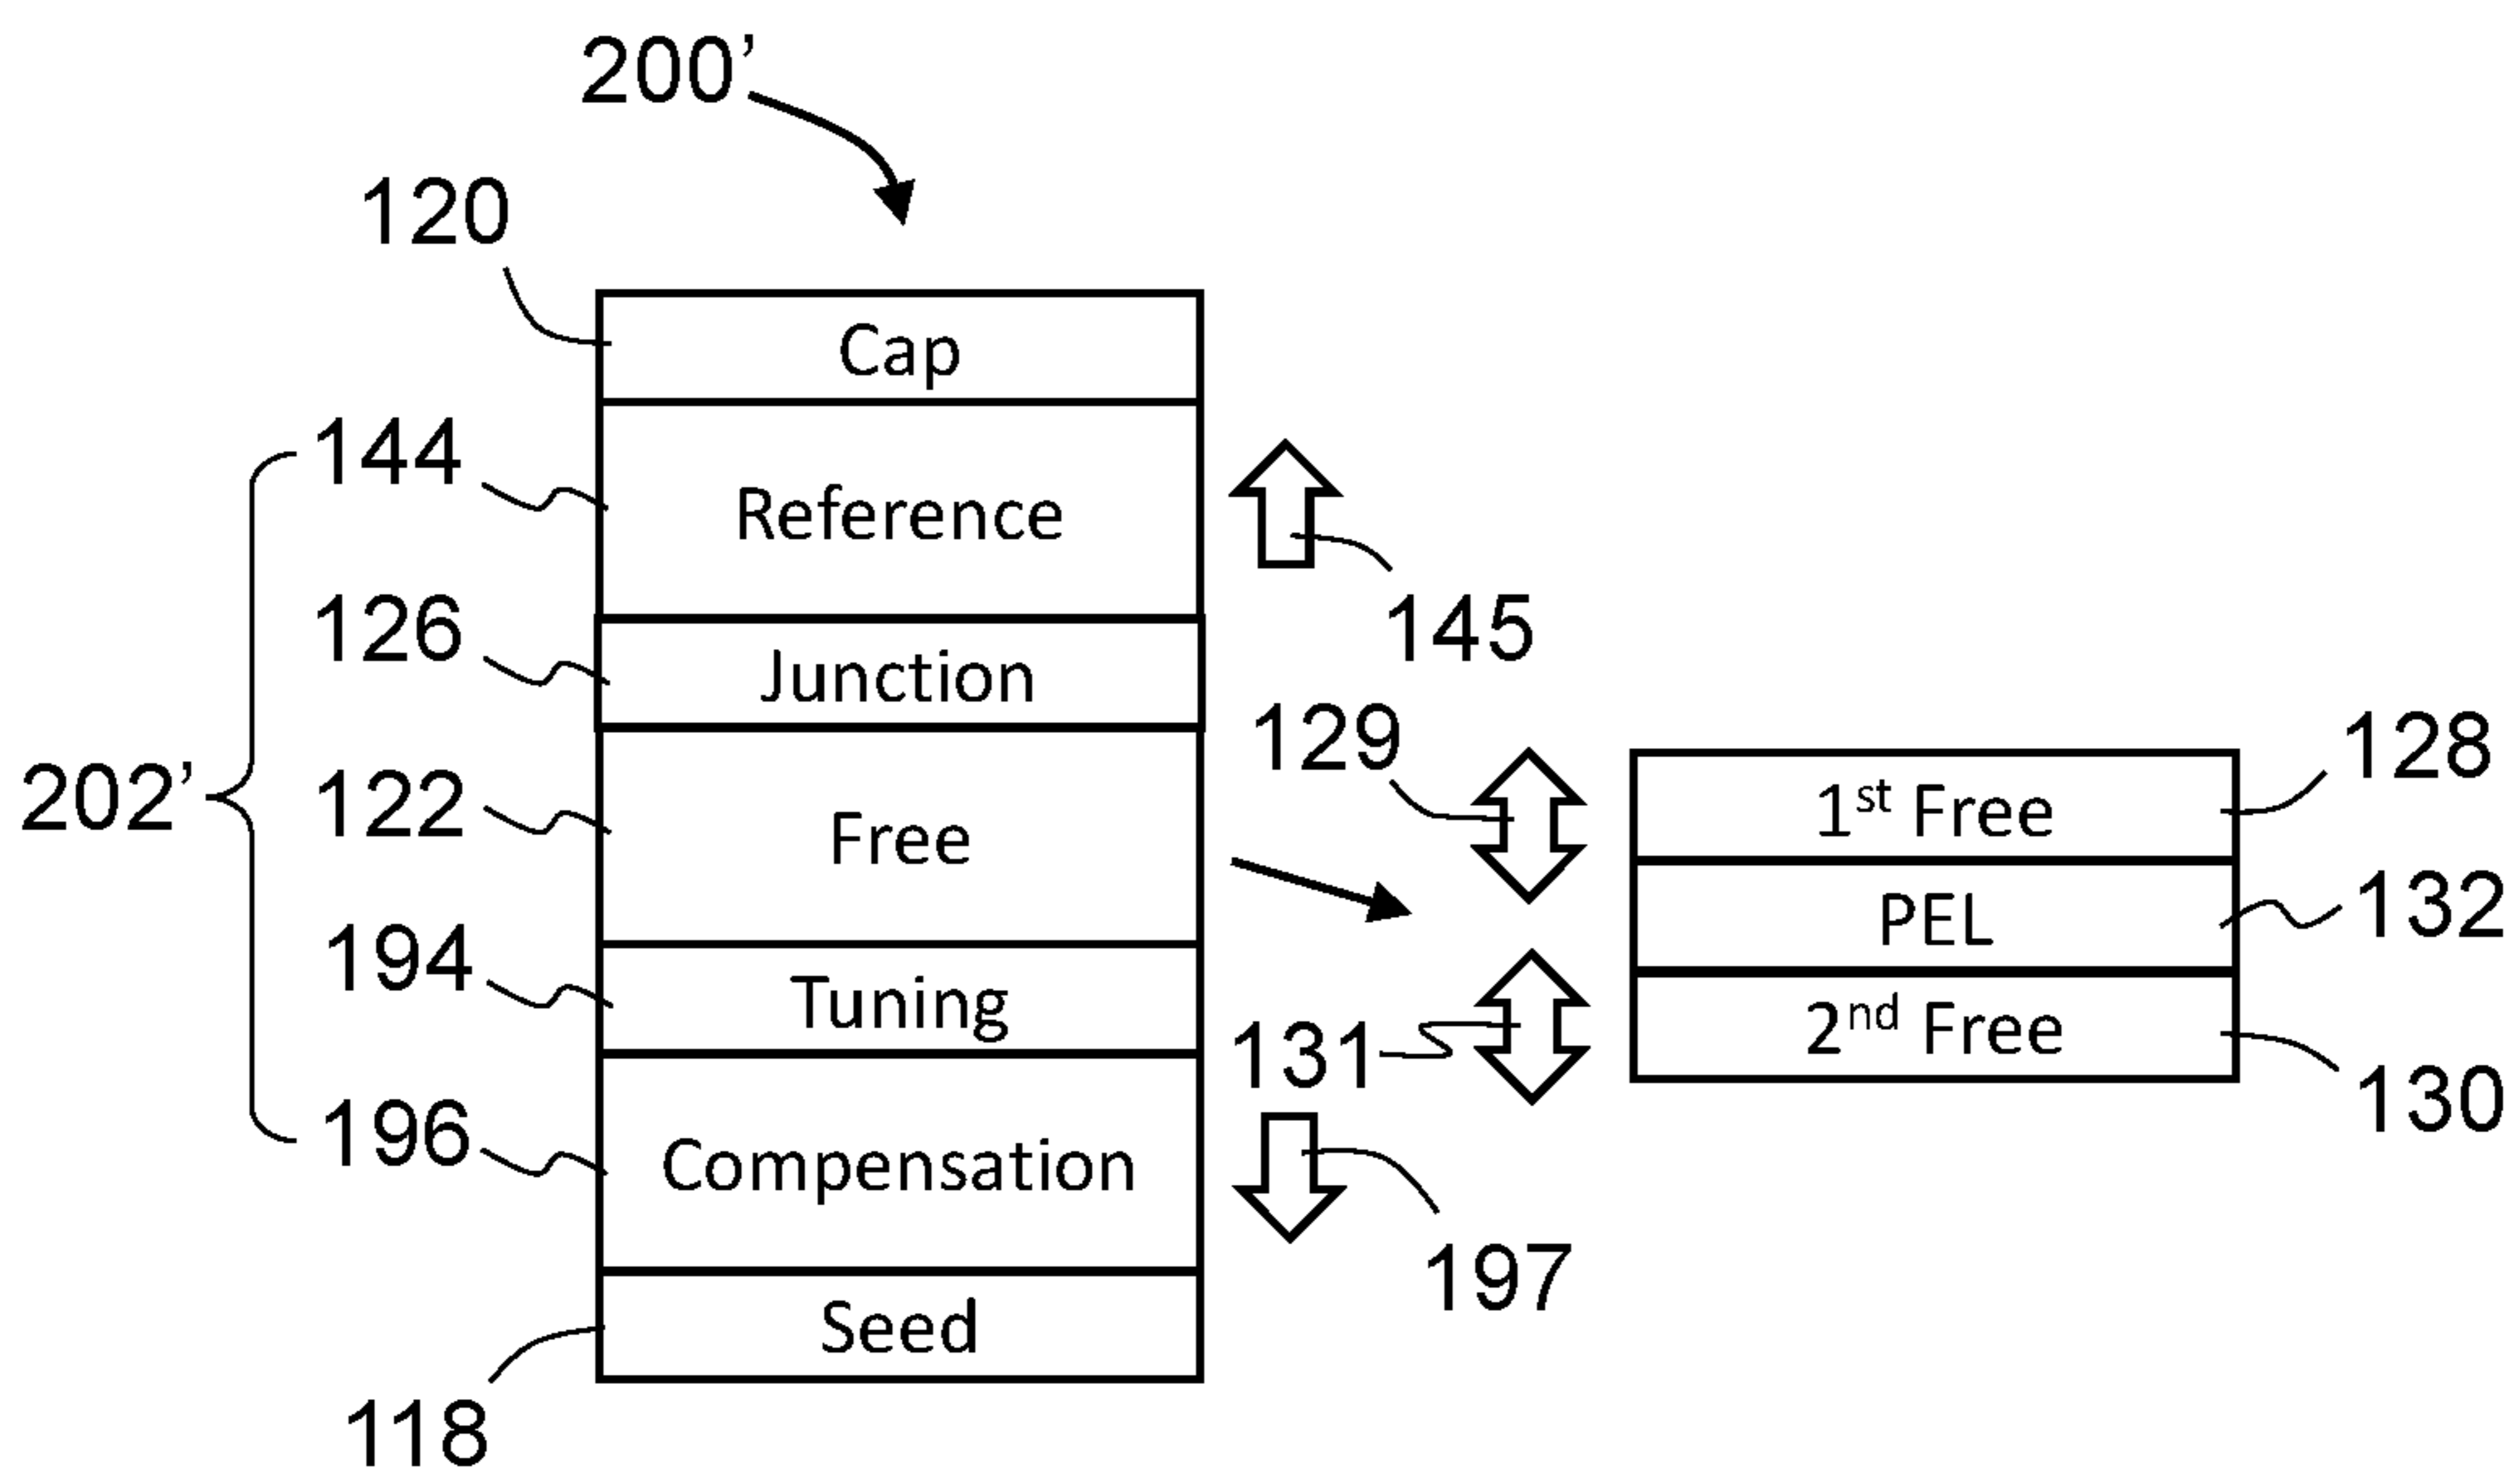 200’
120
Cap
144
Reference
145
126
Junction
129
128
1st Free
202’
122
Free
132
PEL
194
Tuning
131
2nd Free
130
196
Compensation
197
Seed
118